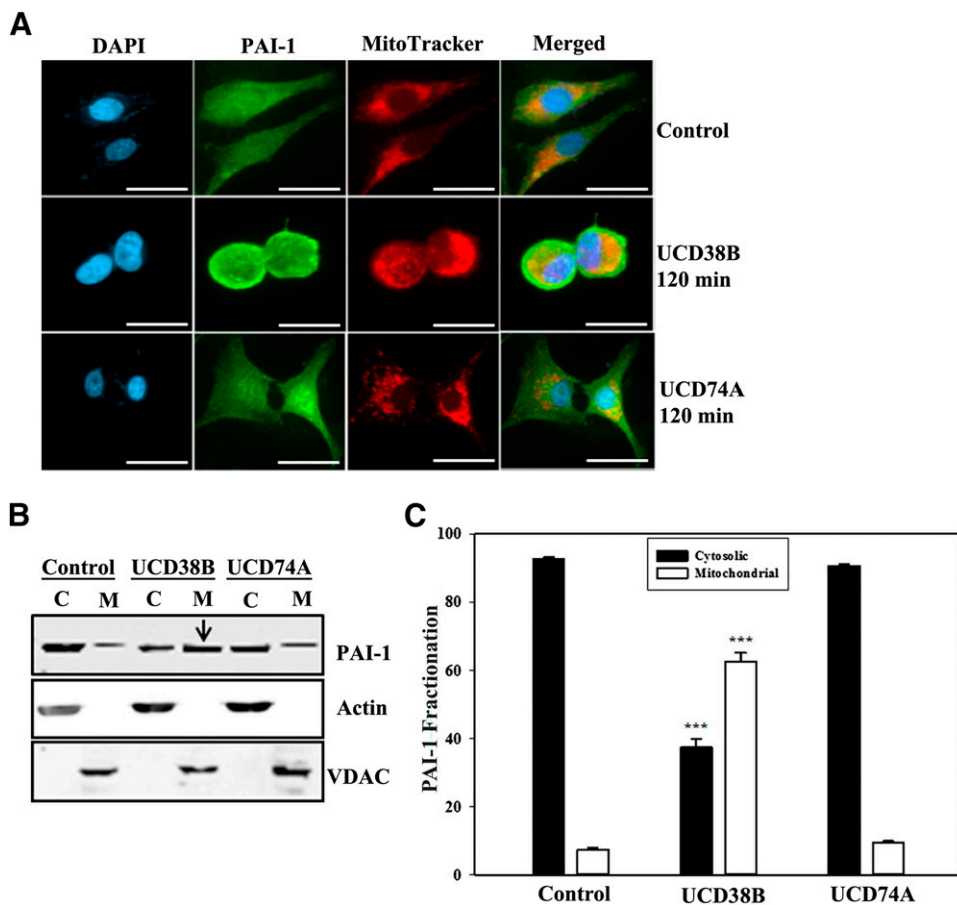 A
DAPI PAI-1 MitoTracker Merged
Control
UCD38B
120 min
UCD74A
120 min
B
Control UCD38B UCD74A
C M C M C M
PAI-1
Actin
VDAC
C
100
80
60
40
20
0
PAI-1 Fractionation
Cytosolic
Mitochondrial
***
***
Control UCD38B UCD74A